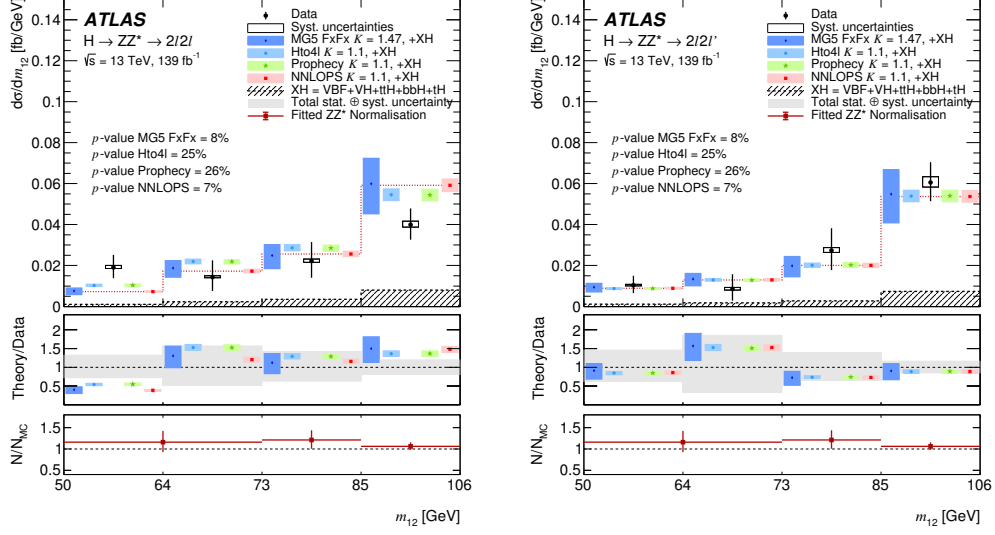 dσ/dm12 [fb/GeV]
0.14
0.12
0.1
0.08
0.06
0.04
0.02
0
ATLAS
H → ZZ* → 2l2l
√s = 13 TeV, 139 fb-1
Data
Syst. uncertainties
MG5 FxFx K = 1.47, +XH
Hto4l K = 1.1, +XH
Prophecy K = 1.1, +XH
NNLOPS K = 1.1, +XH
XH = VBF+VH+ttH+bbH+tH
Total stat. ⊕ syst. uncertainty
Fitted ZZ* Normalisation
p-value MG5 FxFx = 8%
p-value Hto4l = 25%
p-value Prophecy = 26%
p-value NNLOPS = 7%
Theory/Data
2
1.5
1
0.5
N/NMC
1.5
1
0.5
50 64 73 85 106
m12 [GeV]
dσ/dm12 [fb/GeV]
0.14
0.12
0.1
0.08
0.06
0.04
0.02
0
ATLAS
H → ZZ* → 2l2l'
√s = 13 TeV, 139 fb-1
Data
Syst. uncertainties
MG5 FxFx K = 1.47, +XH
Hto4l K = 1.1, +XH
Prophecy K = 1.1, +XH
NNLOPS K = 1.1, +XH
XH = VBF+VH+ttH+bbH+tH
Total stat. ⊕ syst. uncertainty
Fitted ZZ* Normalisation
p-value MG5 FxFx = 8%
p-value Hto4l = 25%
p-value Prophecy = 26%
p-value NNLOPS = 7%
Theory/Data
2
1.5
1
0.5
N/NMC
1.5
1
0.5
50 64 73 85 106
m12 [GeV]